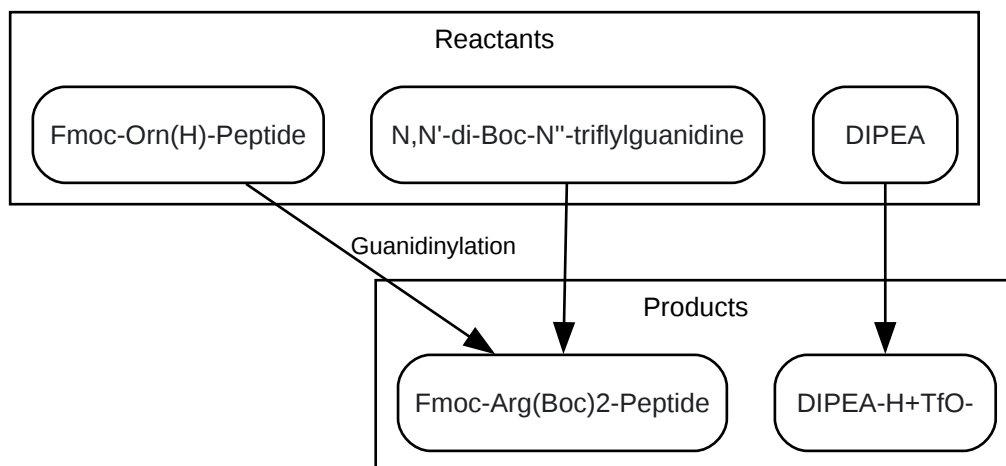 Reactants
Fmoc-Orn(H)-Peptide
N,N'-di-Boc-N''-triflylguanidine
DIPEA
Guanidinylation
Products
Fmoc-Arg(Boc)2-Peptide
DIPEA-H+TfO-